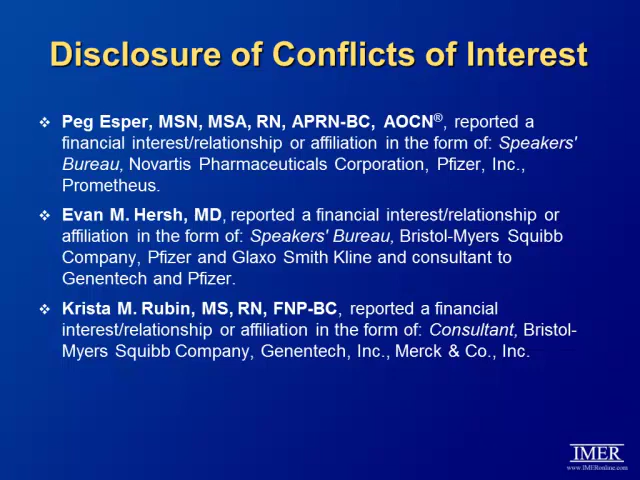 Disclosure of Conflicts of Interest
❖ Peg Esper, MSN, MSA, RN, APRN-BC, AOCN®, reported a
financial interest/relationship or affiliation in the form of: Speakers'
Bureau, Novartis Pharmaceuticals Corporation, Pfizer, Inc.,
Prometheus.
❖ Evan M. Hersh, MD, reported a financial interest/relationship or
affiliation in the form of: Speakers' Bureau, Bristol-Myers Squibb
Company, Pfizer and Glaxo Smith Kline and consultant to
Genentech and Pfizer.
❖ Krista M. Rubin, MS, RN, FNP-BC, reported a financial
interest/relationship or affiliation in the form of: Consultant, Bristol-
Myers Squibb Company, Genentech, Inc., Merck & Co., Inc.
IMER
www.IMERonline.com